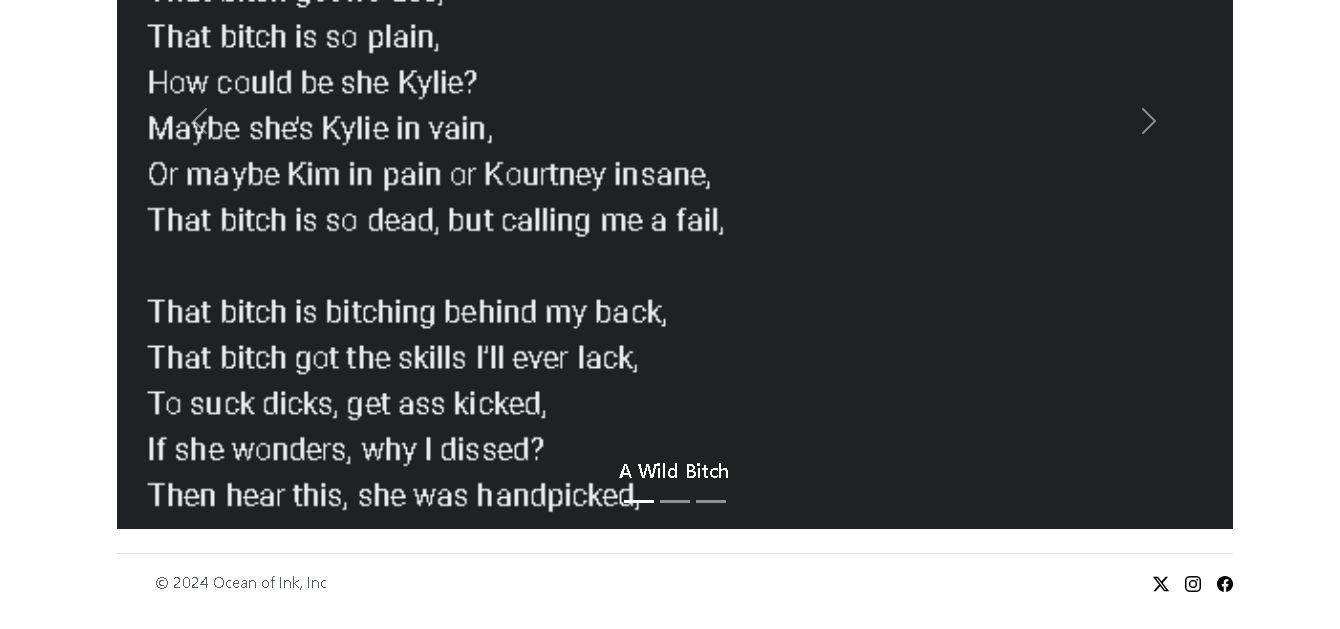 That bitch is so plain,
How could be she Kylie?
Maybe she's Kylie in vain,
Or maybe Kim in pain or Kourtney insane,
That bitch is so dead, but calling me a fail,
That bitch is bitching behind my back,
That bitch got the skills I'll ever lack,
To suck dicks, get ass kicked,
If she wonders, why I dissed?
Then hear this, she was handpicked,
A Wild Bitch
© 2024 Ocean of Ink, Inc